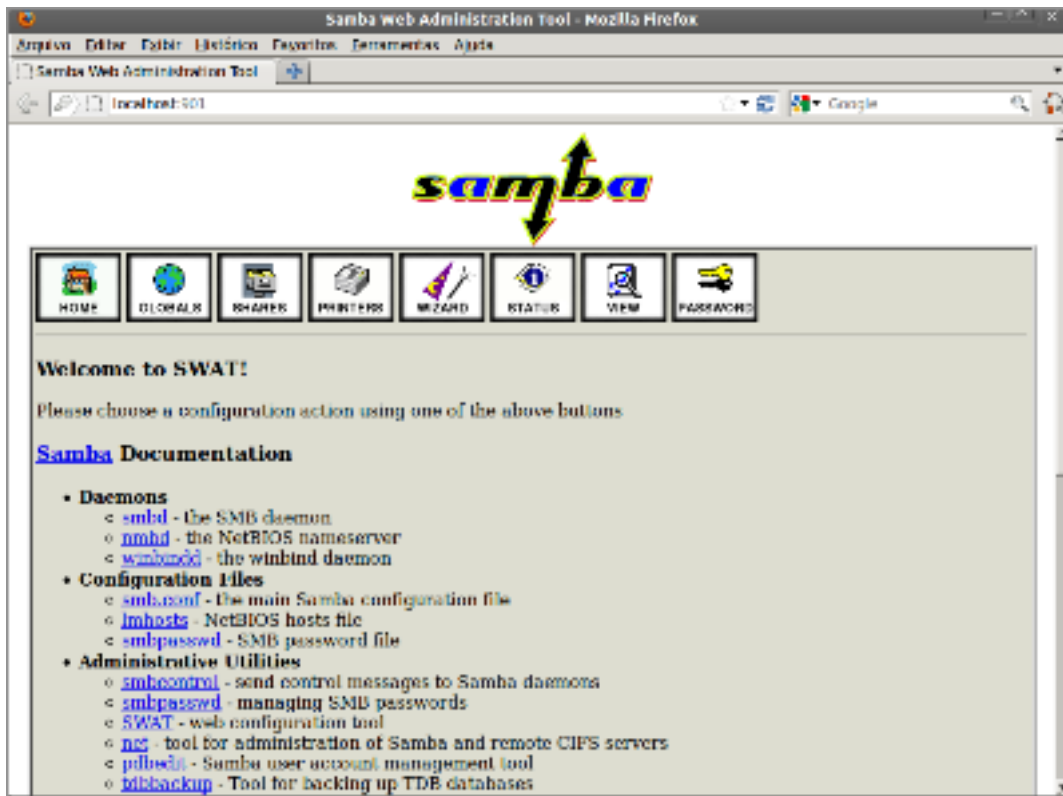 Samba Web Administration Tool - Mozilla Firefox
Arquivo Editar Exibir Histórico Favoritos Ferramentas Ajuda
Samba Web Administration Tool
localhost:901 Google
samba
HOME GLOBALS SHARES PRINTERS WIZARD STATUS VIEW PASSWORD
Welcome to SWAT!
Please choose a configuration action using one of the above buttons
Samba Documentation
• Daemons
◦ smbd - the SMB daemon
◦ nmbd - the NetBIOS nameserver
◦ winbindd - the winbind daemon
• Configuration Files
◦ smb.conf - the main Samba configuration file
◦ lmhosts - NetBIOS hosts file
◦ smbpasswd - SMB password file
• Administrative Utilities
◦ smbcontrol - send control messages to Samba daemons
◦ smbpasswd - managing SMB passwords
◦ SWAT - web configuration tool
◦ net - tool for administration of Samba and remote CIFS servers
◦ pdbedit - Samba user account management tool
◦ tdbbackup - Tool for backing up TDB databases